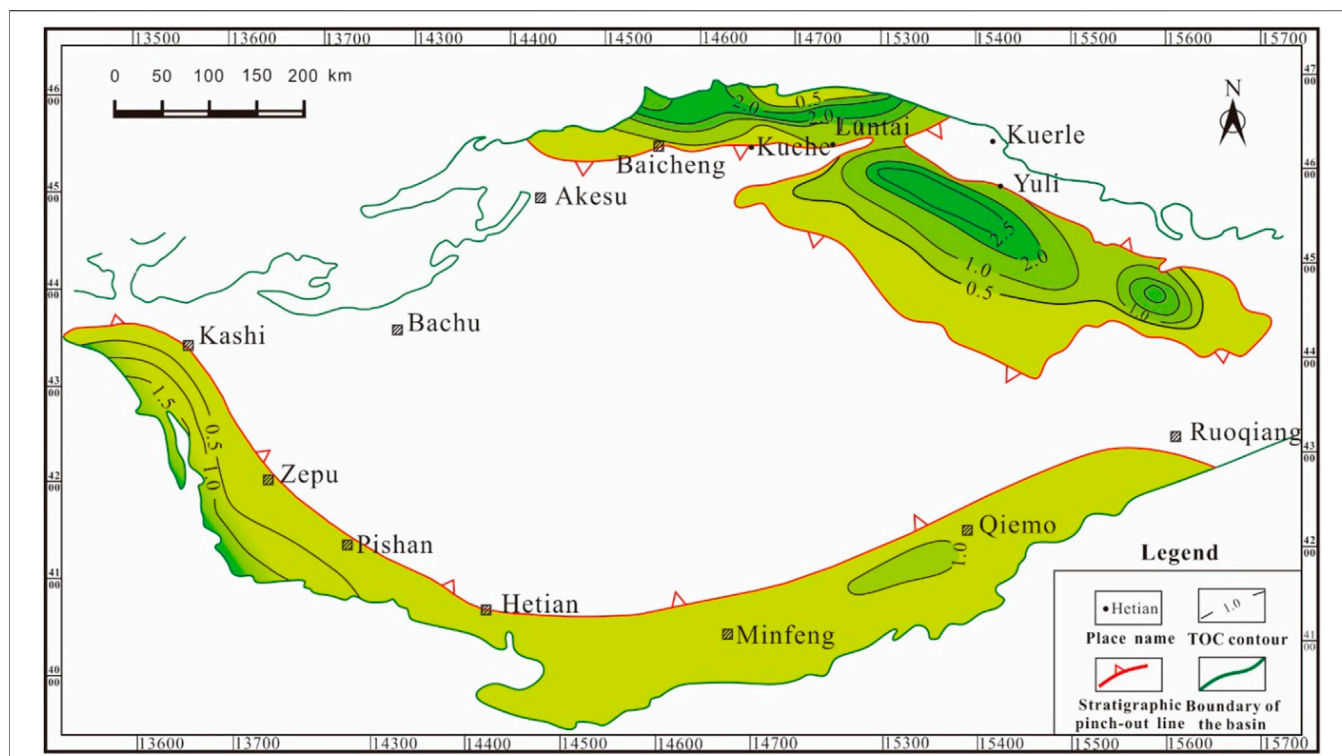 13500 13600 13700 14300 14400 14500 14600 14700 15300 15400 15500 15600 15700
0 50 100 150 200 km
N
46 00
47 00
0.5
2.0
2.0
Luntai
Kuerle
Baicheng
Kuche
45 00
46 00
Akesu
Yuli
2.5
2.0
1.0
0.5
1.0
44 00
45 00
Bachu
Kashi
43 00
44 00
1.5
0.5
1.0
Ruoqiang
42 00
43 00
Zepu
Qiemo
1.0
Pishan
41 00
42 00
Hetian
Minfeng
40 00
41 00
Legend
Hetian
1.0
Place name
TOC contour
Stratigraphic pinch-out line
Boundary of the basin
13600 13700 14300 14400 14500 14600 14700 15300 15400 15500 15600 15700